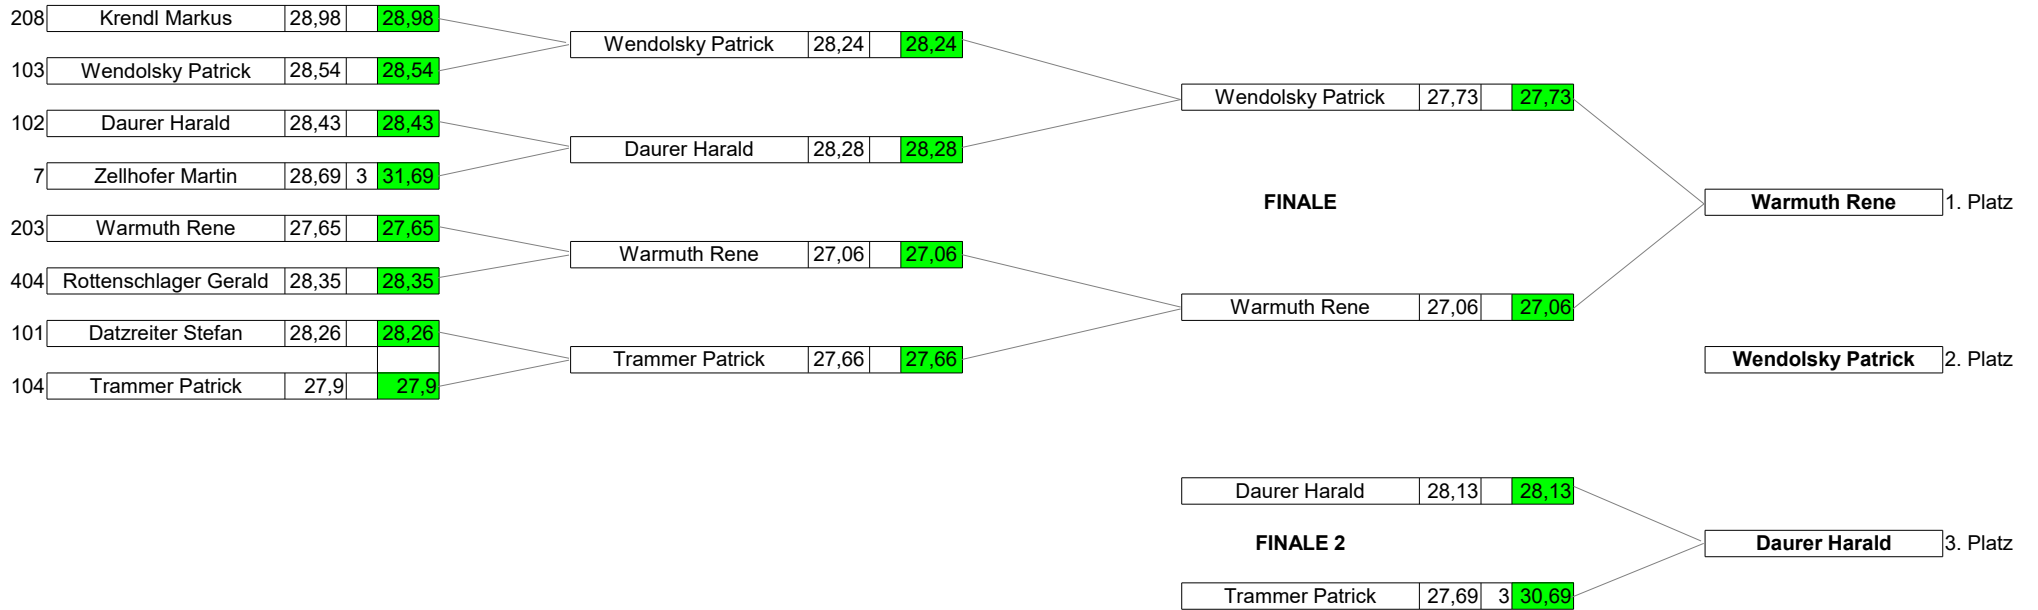 208 Krendl Markus 28,98 28,98
Wendolsky Patrick 28,24 28,24
103 Wendolsky Patrick 28,54 28,54
Wendolsky Patrick 27,73 27,73
102 Daurer Harald 28,43 28,43
Daurer Harald 28,28 28,28
7 Zellhofer Martin 28,69 3 31,69
FINALE Warmuth Rene 1. Platz
203 Warmuth Rene 27,65 27,65
Warmuth Rene 27,06 27,06
404 Rottenschlager Gerald 28,35 28,35
Warmuth Rene 27,06 27,06
101 Datzreiter Stefan 28,26 28,26
Trammer Patrick 27,66 27,66 Wendolsky Patrick 2. Platz
104 Trammer Patrick 27,9 27,9
Daurer Harald 28,13 28,13
FINALE 2 Daurer Harald 3. Platz
Trammer Patrick 27,69 3 30,69